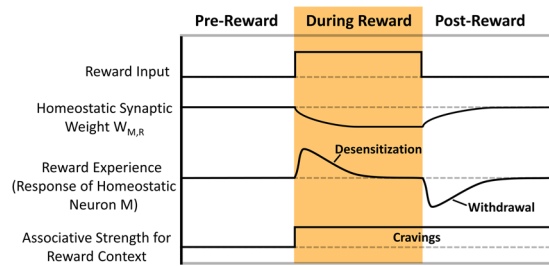 Pre-Reward During Reward Post-Reward
Reward Input
Homeostatic Synaptic
Weight W_M,R
Desensitization
Reward Experience
(Response of Homeostatic
Neuron M)
Withdrawal
Associative Strength for
Reward Context
Cravings